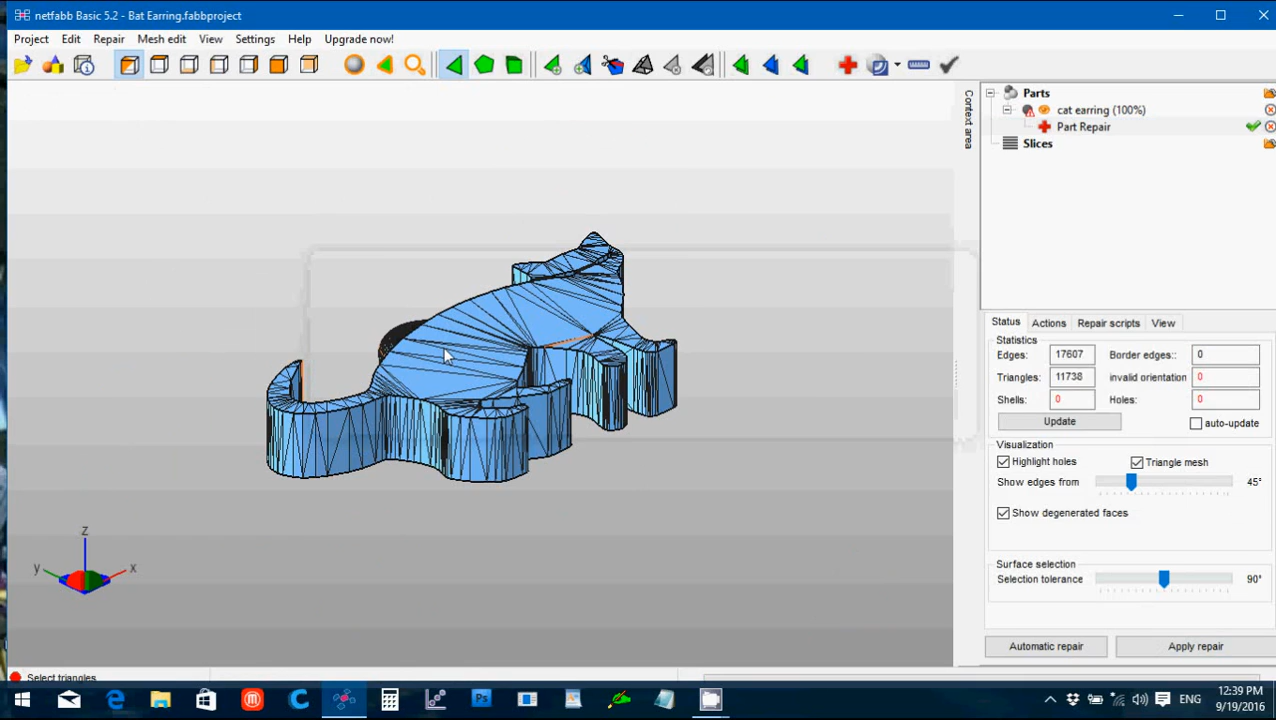 netfabb Basic 5.2 - Bat Earring.fabbproject
Project Edit Repair Mesh edit View Settings Help Upgrade now!
Context area
Parts
cat earring (100%)
Part Repair
Slices
Status Actions Repair scripts View
Statistics
Edges: 17607 Border edges:: 0
Triangles: 11738 invalid orientation 0
Shells: 0 Holes: 0
Update auto-update
Visualization
Highlight holes Triangle mesh
Show edges from 45°
Show degenerated faces
Surface selection
Selection tolerance 90°
Automatic repair Apply repair
z
y x
Select triangles
Ps
ENG
12:39 PM
9/19/2016